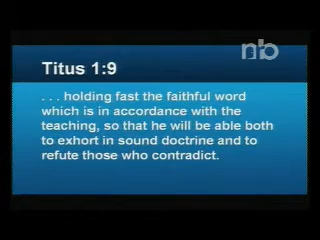 nb
Titus 1:9
. . . holding fast the faithful word
which is in accordance with the
teaching, so that he will be able both
to exhort in sound doctrine and to
refute those who contradict.